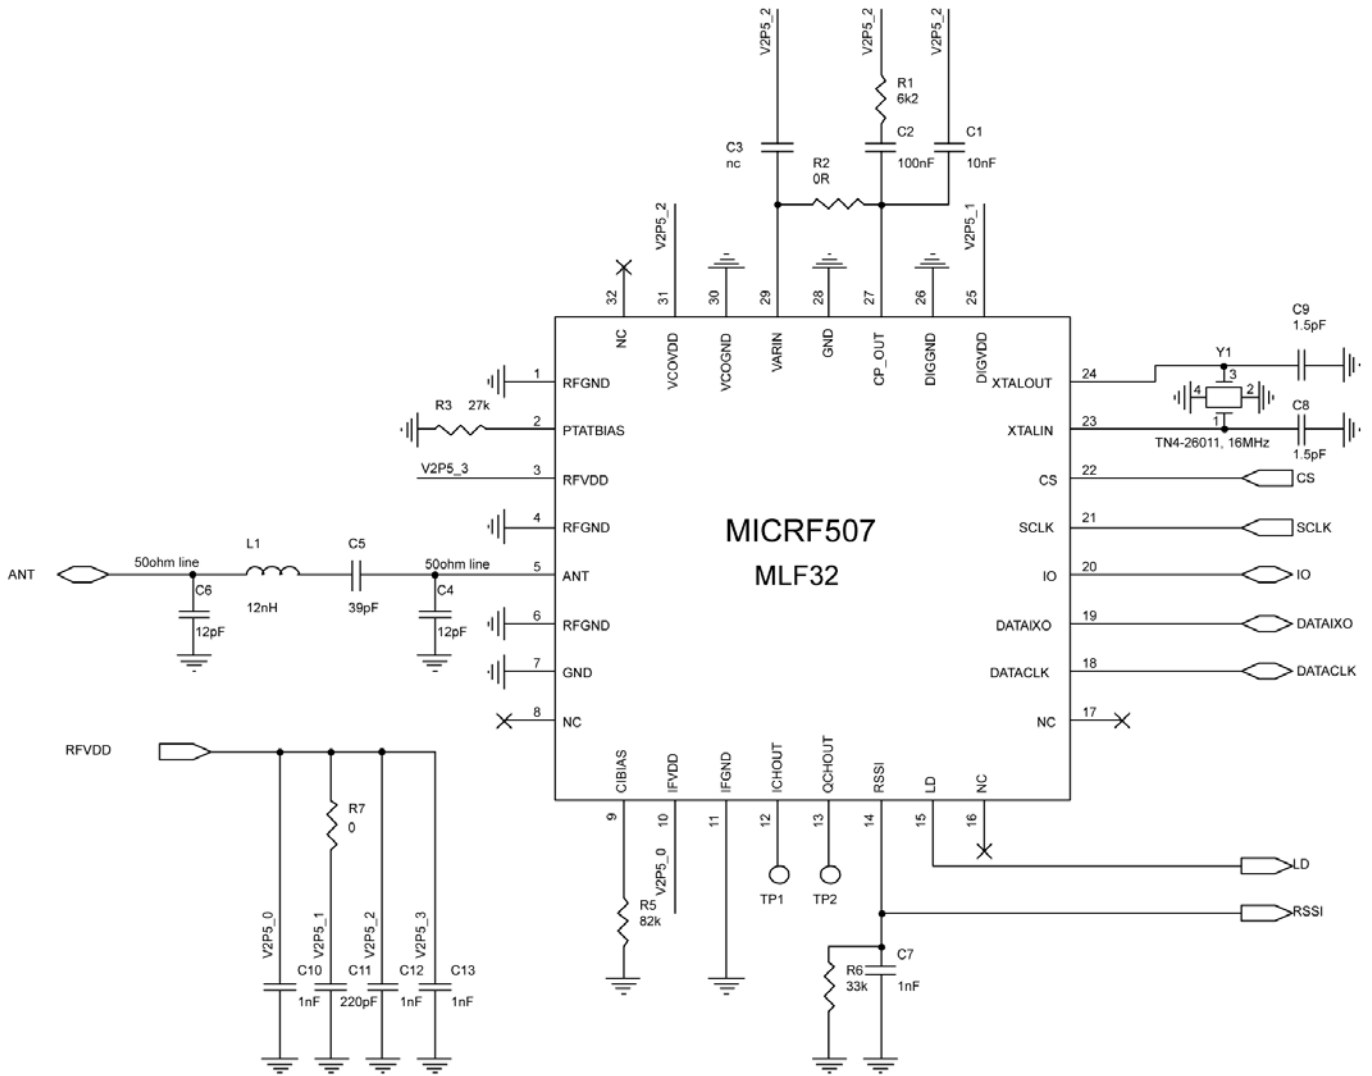 V2P5_2
V2P5_2
V2P5_2
R1
6k2
C3
nc
R2
0R
C2
100nF
C1
10nF
V2P5_2
V2P5_1
32
31
30
29
28
27
26
25
NC
VCOVDD
VCOGND
VARIN
GND
CP_OUT
DIGGND
DIGVDD
1 RFGND
R3 27k
2 PTATBIAS
V2P5_3
3 RFVDD
4 RFGND
ANT
50ohm line
L1
12nH
C5
39pF
50ohm line
5 ANT
C6
12pF
C4
12pF
6 RFGND
7 GND
8 NC
MICRF507
MLF32
XTALOUT 24
XTALIN 23
CS 22
SCLK 21
IO 20
DATAIXO 19
DATACLK 18
NC 17
C9
1.5pF
Y1
3
4
2
1
C8
1.5pF
TN4-26011, 16MHz
CS
SCLK
IO
DATAIXO
DATACLK
CIBIAS
IFVDD
IFGND
ICHOUT
QCHOUT
RSSI
LD
NC
9
10
11
12
13
14
15
16
RFVDD
R7
0
V2P5_0
V2P5_1
V2P5_2
V2P5_3
C10
1nF
C11
220pF
C12
1nF
C13
1nF
V2P5_0
R5
82k
TP1
TP2
LD
RSSI
R6
33k
C7
1nF